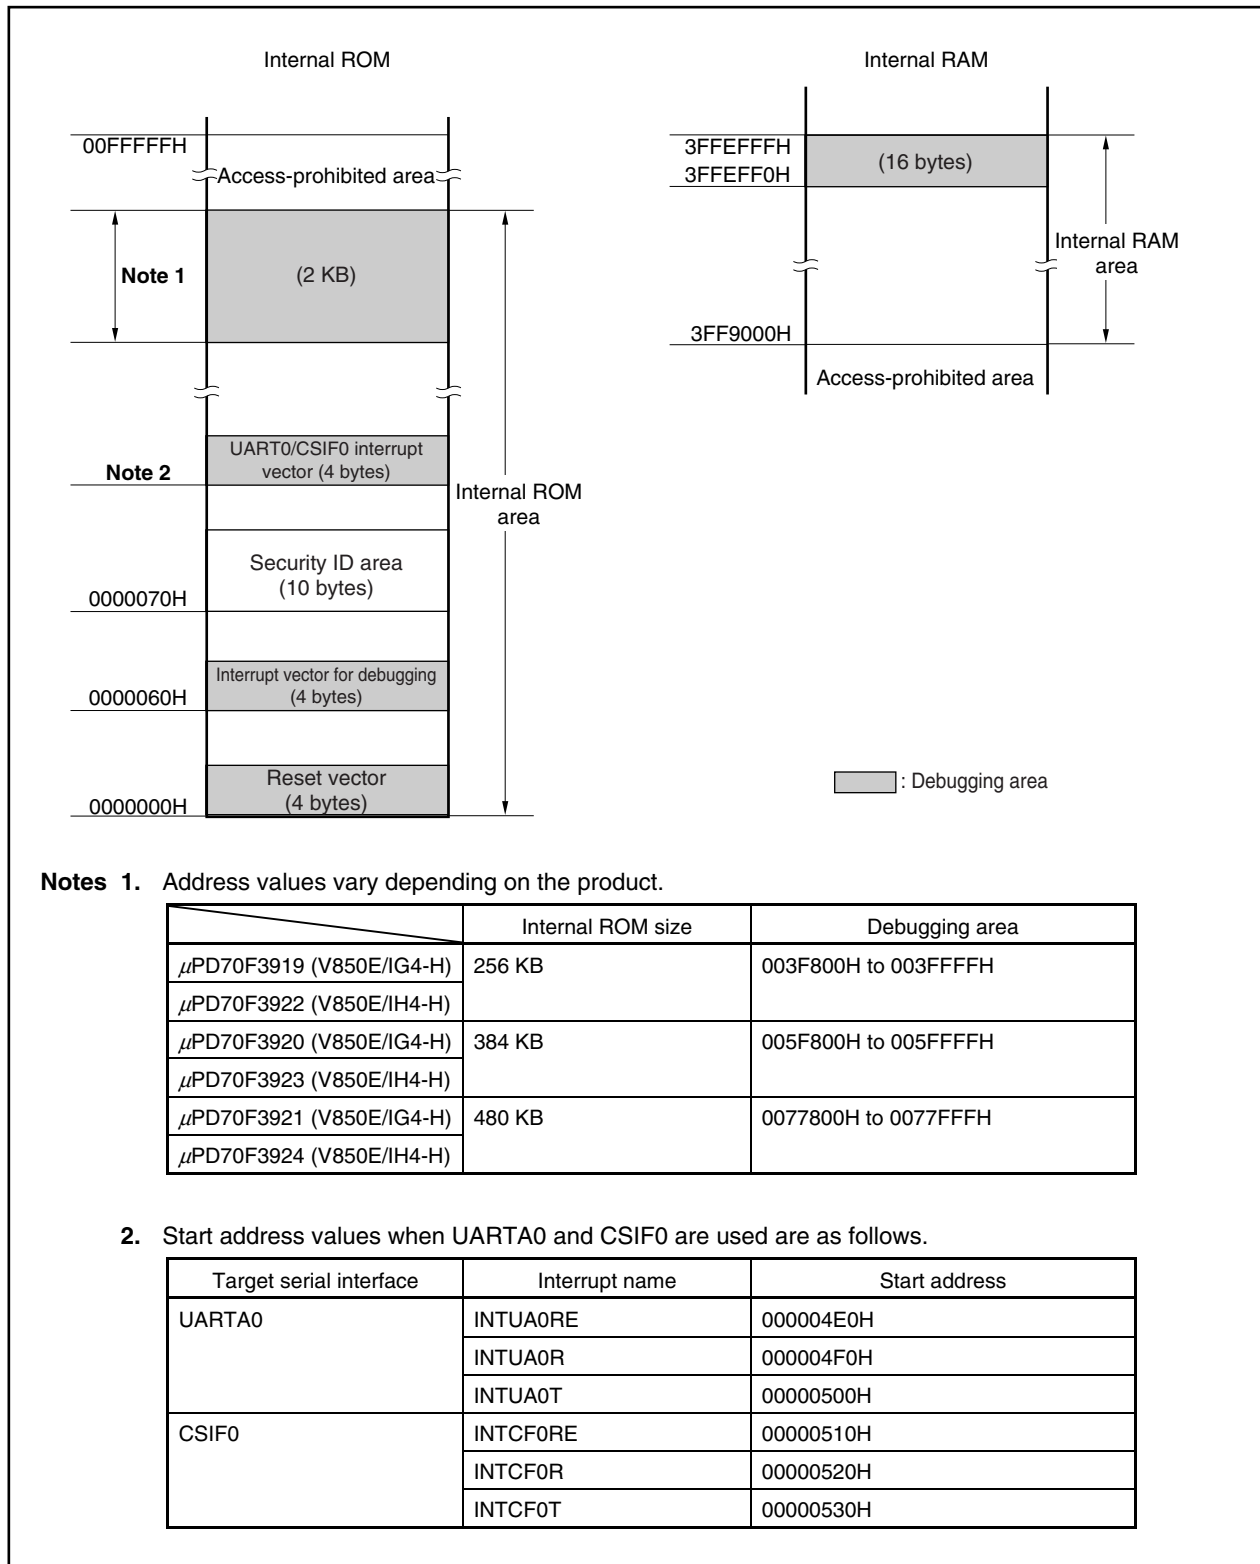 Internal ROM
00FFFFFH
Access-prohibited area
Note 1
(2 KB)
UART0/CSIF0 interrupt
vector (4 bytes)
Note 2
Internal ROM
area
Security ID area
(10 bytes)
0000070H
Interrupt vector for debugging
(4 bytes)
0000060H
Reset vector
(4 bytes)
0000000H
Internal RAM
3FFEFFFH
(16 bytes)
3FFEFF0H
Internal RAM
area
3FF9000H
Access-prohibited area
: Debugging area
Notes 1. Address values vary depending on the product.
Internal ROM size Debugging area
μPD70F3919 (V850E/IG4-H) 256 KB 003F800H to 003FFFFH
μPD70F3922 (V850E/IH4-H)
μPD70F3920 (V850E/IG4-H) 384 KB 005F800H to 005FFFFH
μPD70F3923 (V850E/IH4-H)
μPD70F3921 (V850E/IG4-H) 480 KB 0077800H to 0077FFFH
μPD70F3924 (V850E/IH4-H)
2. Start address values when UARTA0 and CSIF0 are used are as follows.
Target serial interface Interrupt name Start address
UARTA0 INTUA0RE 000004E0H
INTUA0R 000004F0H
INTUA0T 00000500H
CSIF0 INTCF0RE 00000510H
INTCF0R 00000520H
INTCF0T 00000530H